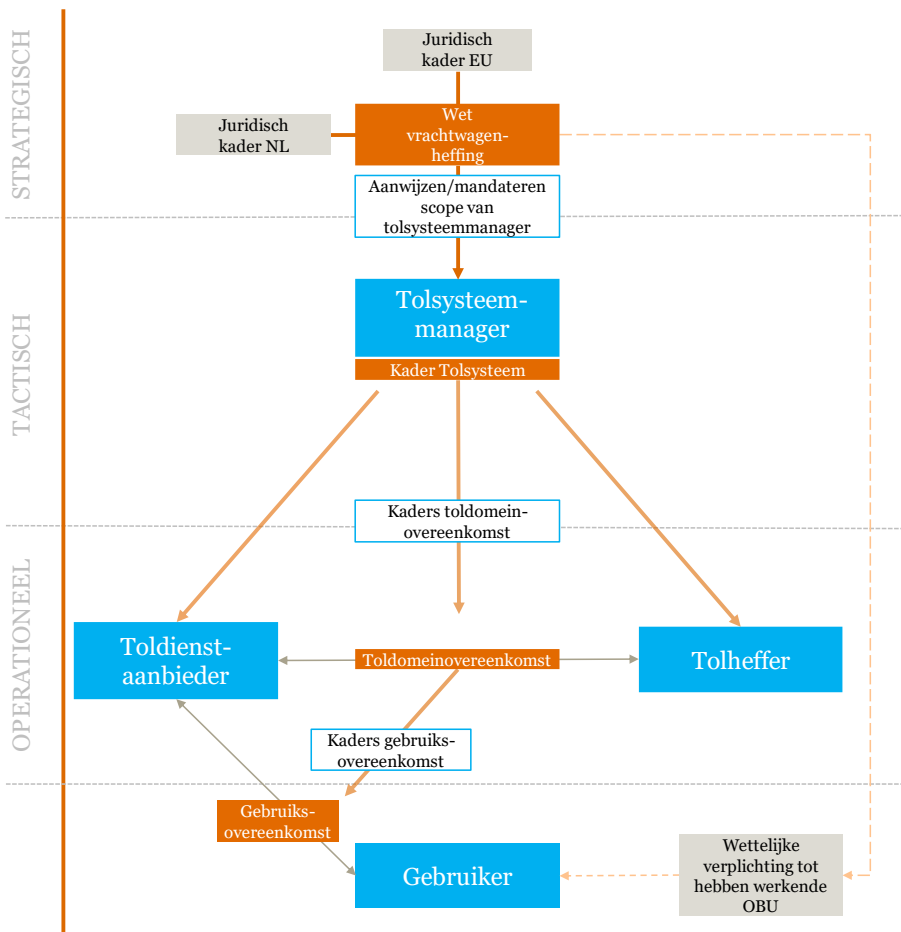 STRATEGISCH
Juridisch
kader EU
Juridisch
kader NL
Wet
vrachtwagen-
heffing
Aanwijzen/mandateren
scope van
tolsysteemmanager
TACTISCH
Tolsysteem-
manager
Kader Tolsysteem
Kaders toldomein-
overeenkomst
OPERATIONEEL
Toldienst-
aanbieder
Toldomeinovereenkomst
Tolheffer
Kaders gebruiks-
overeenkomst
Gebruiks-
overeenkomst
Gebruiker
Wettelijke
verplichting tot
hebben werkende
OBU